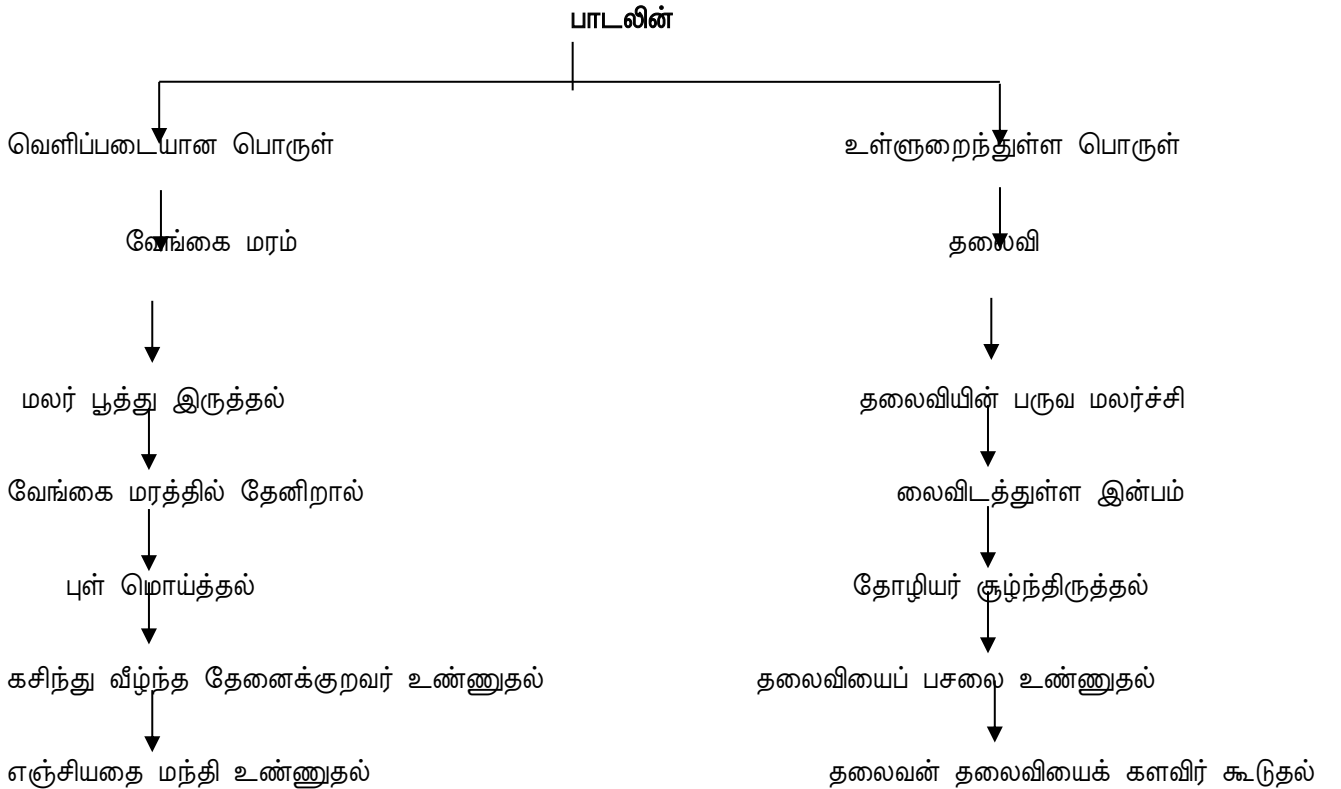 பாடலின்
வெளிப்படையான பொருள் உள்ளுறைந்துள்ள பொருள்
வேங்கை மரம் தலைவி
மலர் பூத்து இருத்தல் தலைவியின் பருவ மலர்ச்சி
வேங்கை மரத்தில் தேனிறால் லைவிடத்துள்ள இன்பம்
புள் மொய்த்தல் தோழியர் சூழ்ந்திருத்தல்
கசிந்து வீழ்ந்த தேனைக்குறவர் உண்ணுதல் தலைவியைப் பசலை உண்ணுதல்
எஞ்சியதை மந்தி உண்ணுதல் தலைவன் தலைவியைக் களவிர் கூடுதல்